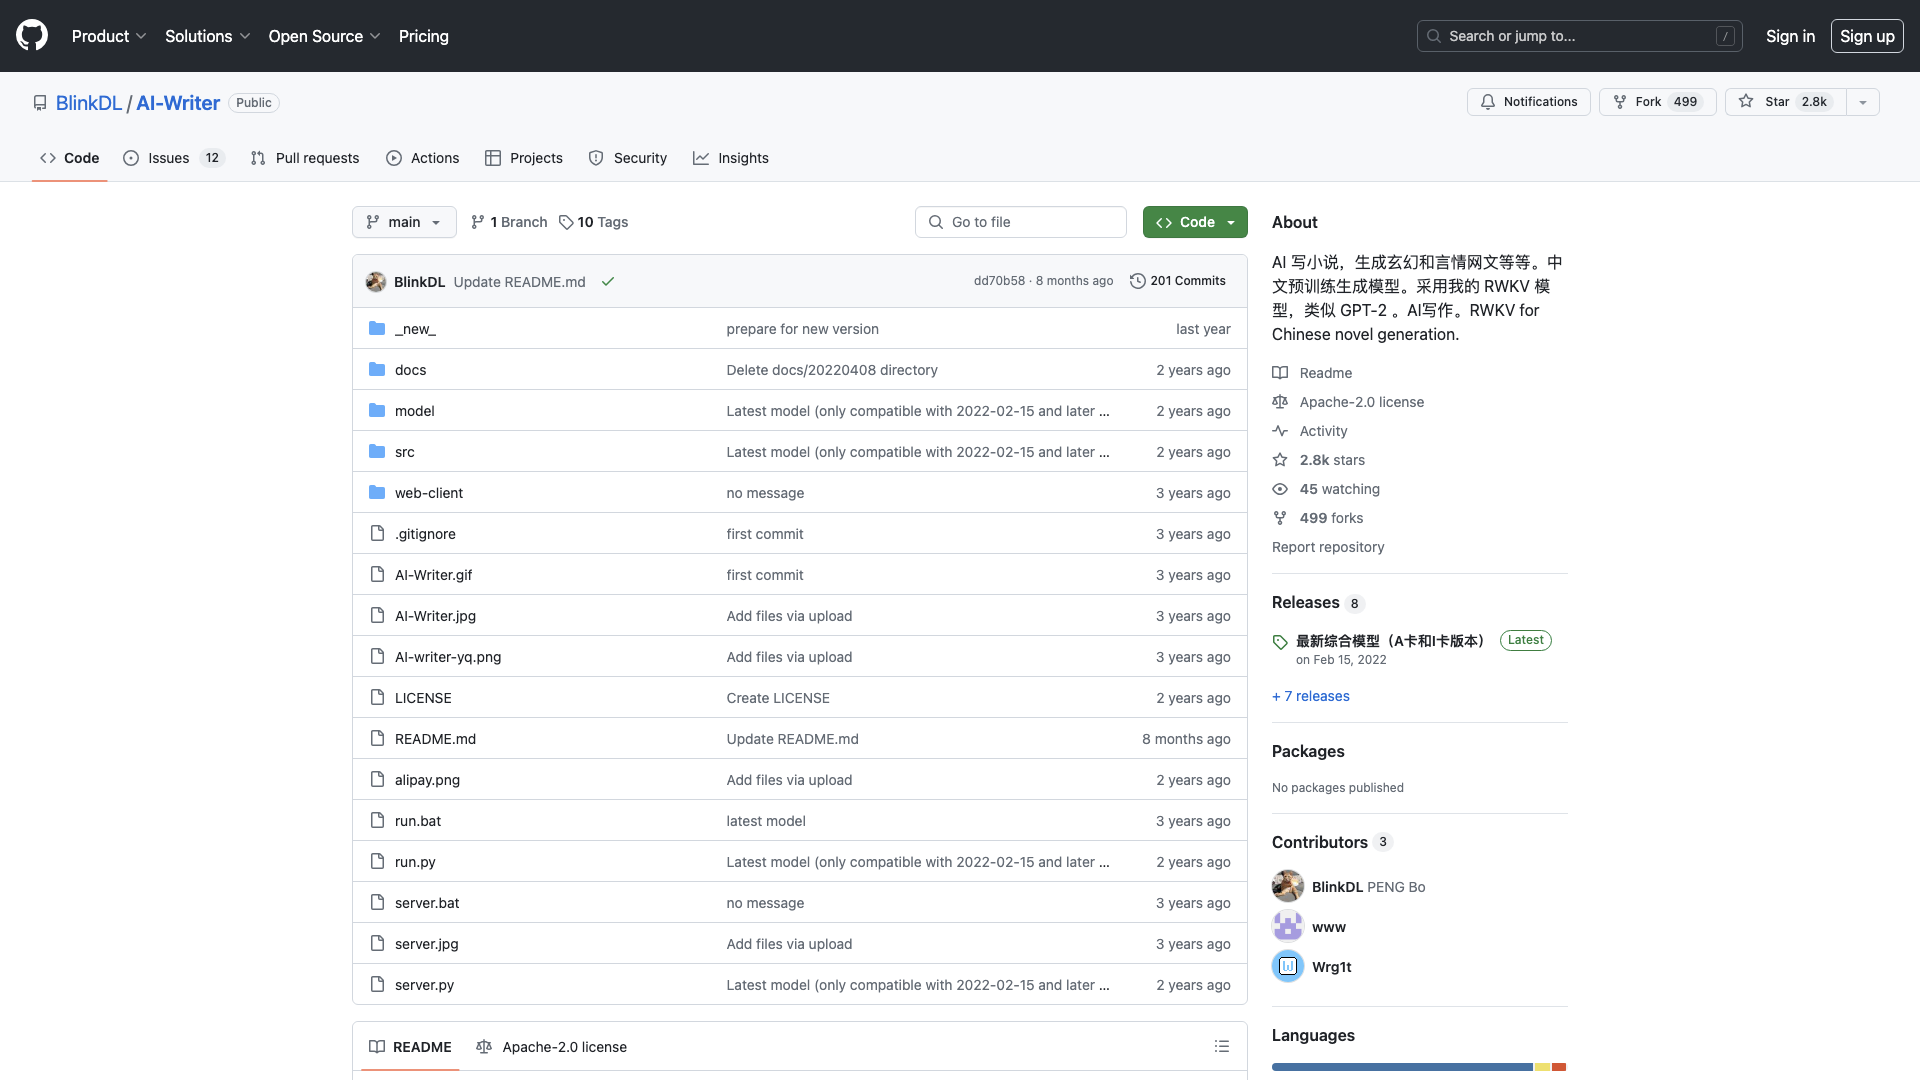 Product
Solutions
Open Source
Pricing
Search or jump to...
/
Sign in
Sign up
BlinkDL / AI-Writer Public
Notifications
Fork 499
Star 2.8k
Code
Issues 12
Pull requests
Actions
Projects
Security
Insights
main
1 Branch
10 Tags
Go to file
Code
BlinkDL Update README.md
dd70b58 · 8 months ago
201 Commits
_new_ prepare for new version last year
docs Delete docs/20220408 directory 2 years ago
model Latest model (only compatible with 2022-02-15 and later ... 2 years ago
src Latest model (only compatible with 2022-02-15 and later ... 2 years ago
web-client no message 3 years ago
.gitignore first commit 3 years ago
AI-Writer.gif first commit 3 years ago
AI-Writer.jpg Add files via upload 3 years ago
AI-writer-yq.png Add files via upload 3 years ago
LICENSE Create LICENSE 2 years ago
README.md Update README.md 8 months ago
alipay.png Add files via upload 2 years ago
run.bat latest model 3 years ago
run.py Latest model (only compatible with 2022-02-15 and later ... 2 years ago
server.bat no message 3 years ago
server.jpg Add files via upload 3 years ago
server.py Latest model (only compatible with 2022-02-15 and later ... 2 years ago
README
Apache-2.0 license
About
AI 写小说，生成玄幻和言情网文等等。中
文预训练生成模型。采用我的 RWKV 模
型，类似 GPT-2 。AI写作。RWKV for
Chinese novel generation.
Readme
Apache-2.0 license
Activity
2.8k stars
45 watching
499 forks
Report repository
Releases 8
最新综合模型（A卡和I卡版本） Latest
on Feb 15, 2022
+ 7 releases
Packages
No packages published
Contributors 3
BlinkDL PENG Bo
www
Wrg1t
Languages